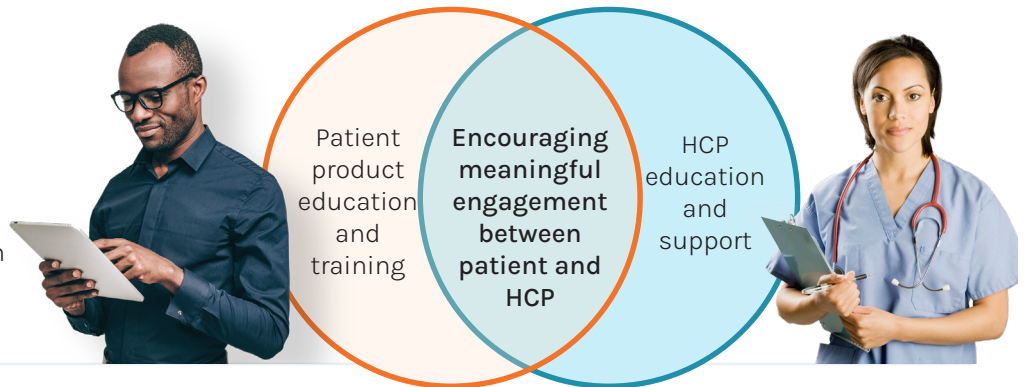 Patient
product
education
and
training
Encouraging
meaningful
engagement
between
patient and
HCP
HCP
education
and
support